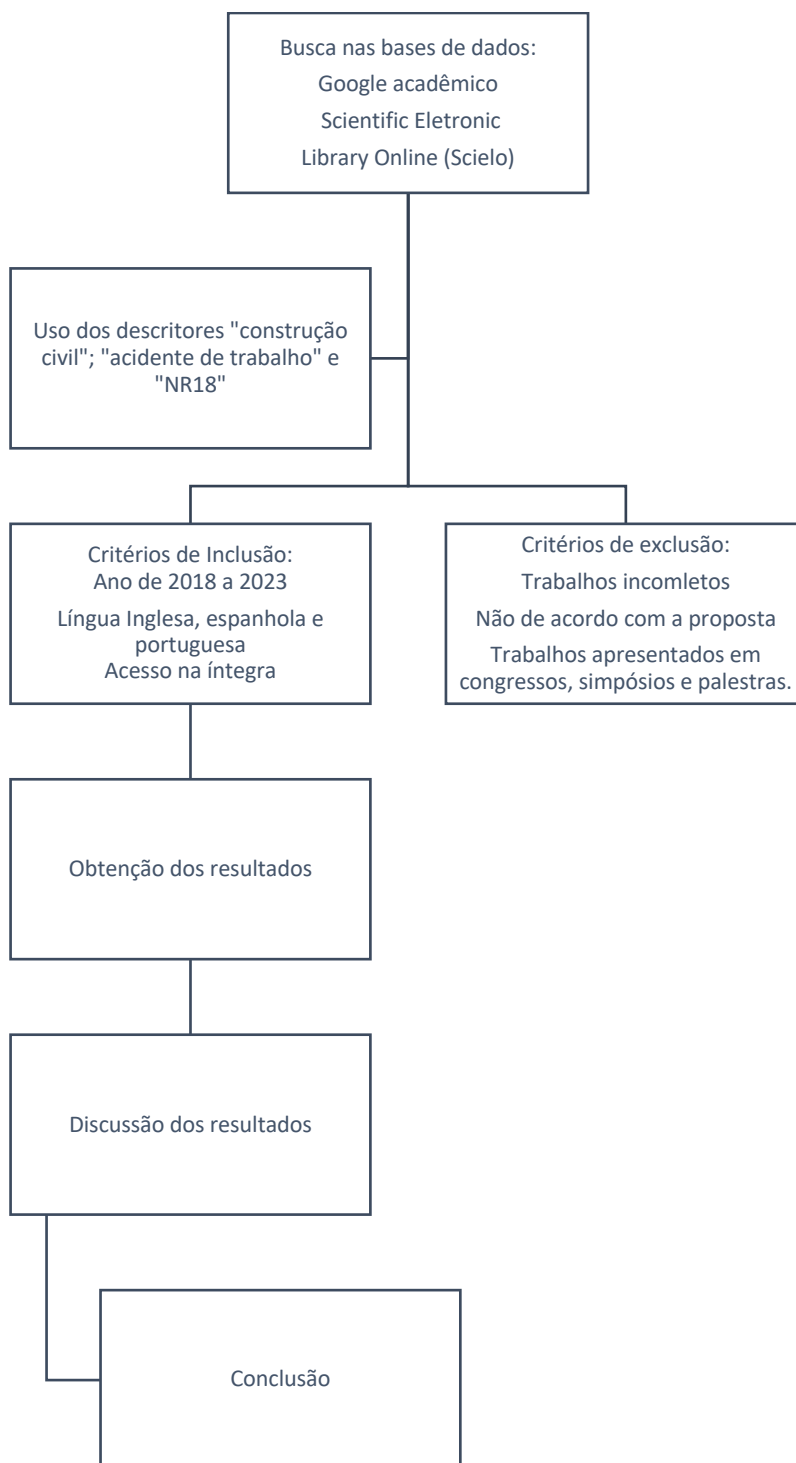 Busca nas bases de dados:
Google acadêmico
Scientific Eletronic
Library Online (Scielo)
Uso dos descritores "construção
civil"; "acidente de trabalho" e
"NR18"
Critérios de Inclusão:
Ano de 2018 a 2023
Língua Inglesa, espanhola e
portuguesa
Acesso na íntegra
Critérios de exclusão:
Trabalhos incomletos
Não de acordo com a proposta
Trabalhos apresentados em
congressos, simpósios e palestras.
Obtenção dos resultados
Discussão dos resultados
Conclusão